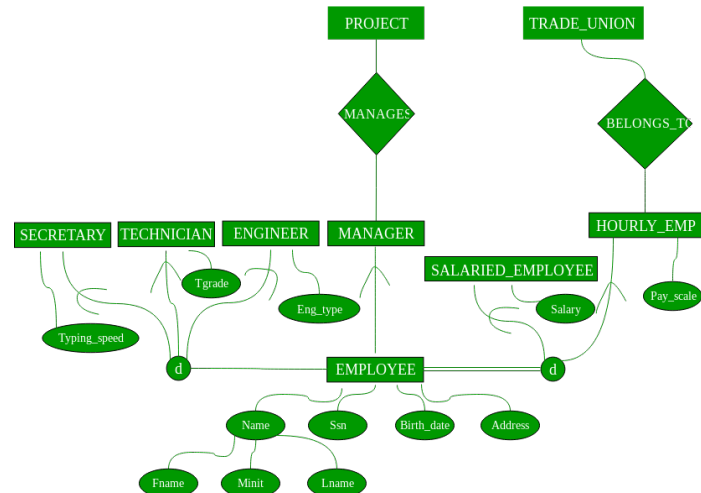 PROJECT
TRADE_UNION
MANAGES
BELONGS_TO
SECRETARY
TECHNICIAN
ENGINEER
MANAGER
HOURLY_EMP
SALARIED_EMPLOYEE
Tgrade
Eng_type
Salary
Pay_scale
Typing_speed
d
EMPLOYEE
d
Name
Ssn
Birth_date
Address
Fname
Minit
Lname